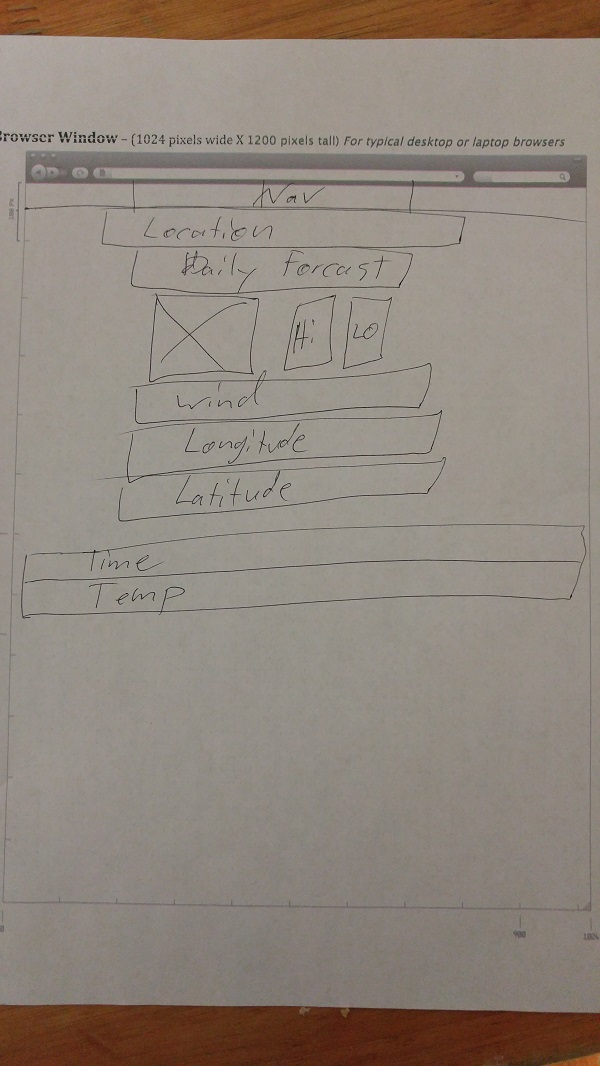 Browser Window – (1024 pixels wide X 1200 pixels tall) For typical desktop or laptop browsers
Nav
Location
Daily Forcast
Hi Lo
Wind
Longitude
Latitude
Time
Temp
900 1024